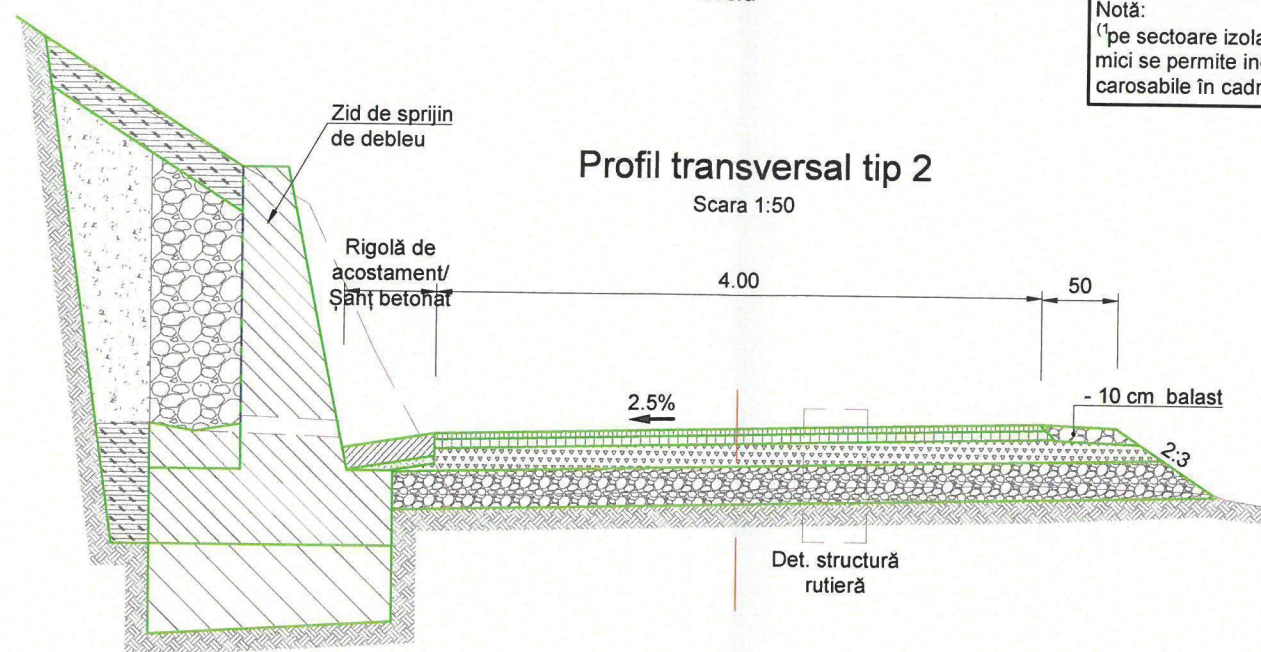 Notă:
(1pe sectoare izola
mici se permite in
carosabile în cadr
Zid de sprijin
de debleu
Profil transversal tip 2
Scara 1:50
Rigolă de
acostament/
Șanț betonat
4.00
50
2.5%
- 10 cm balast
2:3
Det. structură
rutieră